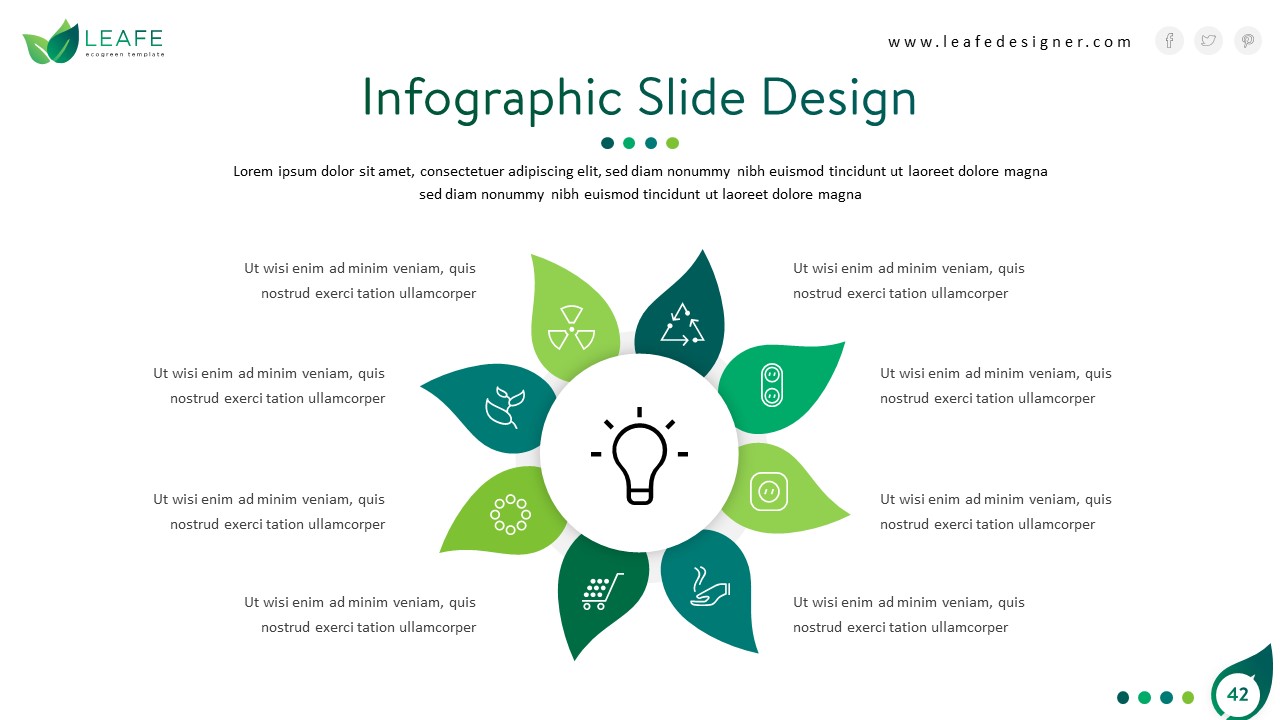 LEAFE
ecogreen template
www.leafedesigner.com
Infographic Slide Design
Lorem ipsum dolor sit amet, consectetuer adipiscing elit, sed diam nonummy nibh euismod tincidunt ut laoreet dolore magna
sed diam nonummy nibh euismod tincidunt ut laoreet dolore magna
Ut wisi enim ad minim veniam, quis
nostrud exerci tation ullamcorper
Ut wisi enim ad minim veniam, quis
nostrud exerci tation ullamcorper
Ut wisi enim ad minim veniam, quis
nostrud exerci tation ullamcorper
Ut wisi enim ad minim veniam, quis
nostrud exerci tation ullamcorper
Ut wisi enim ad minim veniam, quis
nostrud exerci tation ullamcorper
Ut wisi enim ad minim veniam, quis
nostrud exerci tation ullamcorper
Ut wisi enim ad minim veniam, quis
nostrud exerci tation ullamcorper
Ut wisi enim ad minim veniam, quis
nostrud exerci tation ullamcorper
42